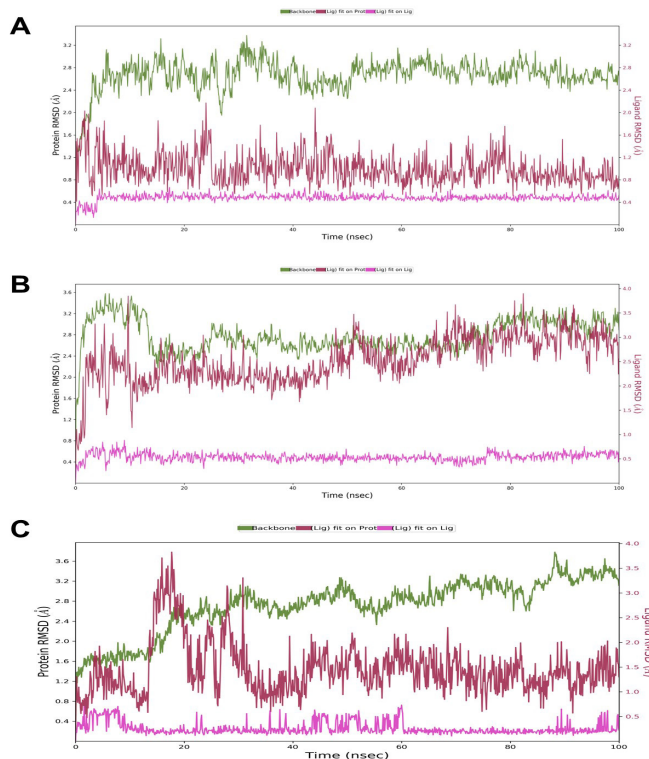 A
Backbone (Lig) fit on Prot (Lig) fit on Lig
Protein RMSD (Å)
3.2
2.8
2.4
2.0
1.6
1.2
0.8
0.4
3.2
2.8
2.4
2.0
1.6
1.2
0.8
0.4
Ligand RMSD (Å)
0 20 40 60 80 100
Time (nsec)
B
Backbone (Lig) fit on Prot (Lig) fit on Lig
Protein RMSD (Å)
3.6
3.2
2.8
2.4
2.0
1.6
1.2
0.8
0.4
4.0
3.5
3.0
2.5
2.0
1.5
1.0
0.5
Ligand RMSD (Å)
0 20 40 60 80 100
Time (nsec)
C
Backbone (Lig) fit on Prot (Lig) fit on Lig
Protein RMSD (Å)
3.6
3.2
2.8
2.4
2.0
1.6
1.2
0.8
0.4
4.0
3.5
3.0
2.5
2.0
1.5
1.0
0.5
0 20 40 60 80 100
Time (nsec)